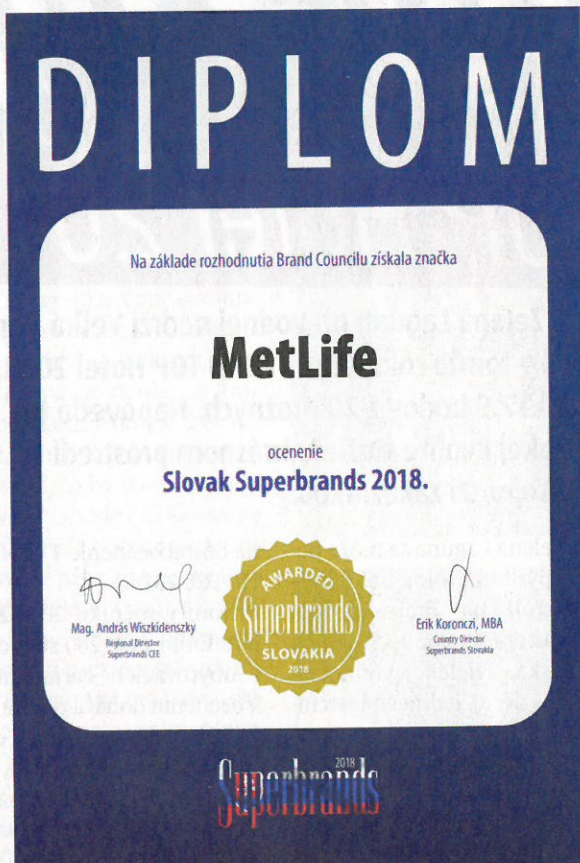 DIPLOM
Na základe rozhodnutia Brand Councilu získala značka
MetLife
ocenenie
Slovak Superbrands 2018.
Mag. András Wiszkidenszky
Regional Director
Superbrands CEE
AWARDED
Superbrands
SLOVAKIA
2018
Erik Koronczi, MBA
Country Director
Superbrands Slovakia
2018
Superbrands